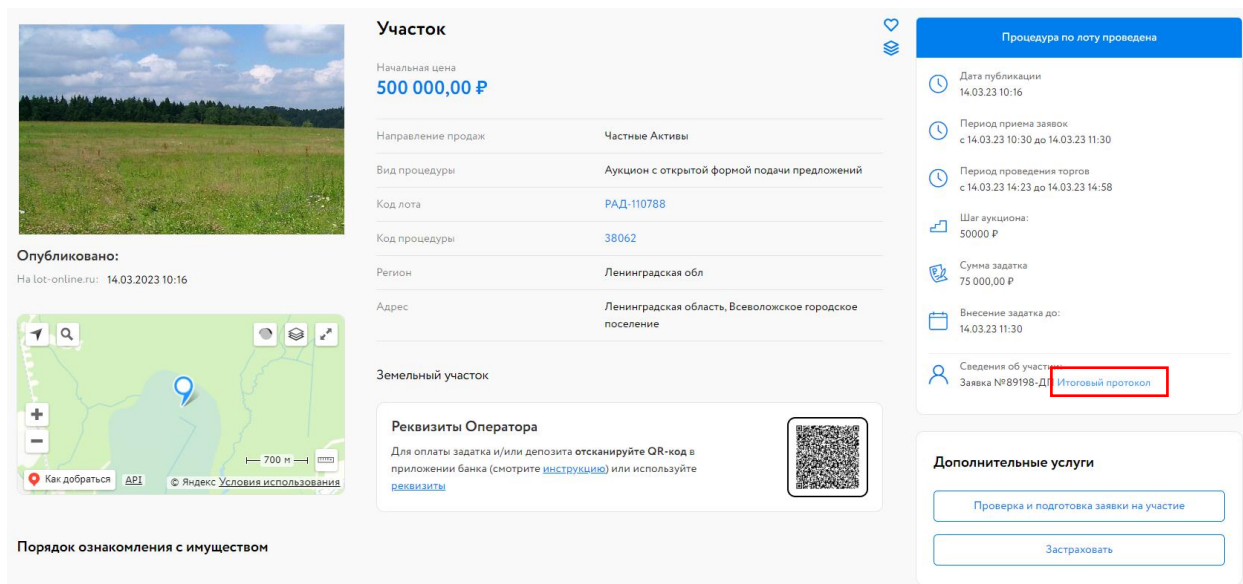 Участок
Начальная цена
500 000,00 ₽
Направление продаж
Частные Активы
Вид процедуры
Аукцион с открытой формой подачи предложений
Код лота
РАД-110788
Код процедуры
38062
Регион
Ленинградская обл
Адрес
Ленинградская область, Всеволожское городское
поселение
Земельный участок
Реквизиты Оператора
Для оплаты задатка и/или депозита отсканируйте QR-код в
приложении банка (смотрите инструкцию) или используйте
реквизиты
Опубликовано:
На lot-online.ru: 14.03.2023 10:16
700 м
Как добраться
API
© Яндекс Условия использования
Порядок ознакомления с имуществом
Процедура по лоту проведена
Дата публикации
14.03.23 10:16
Период приема заявок
с 14.03.23 10:30 до 14.03.23 11:30
Период проведения торгов
с 14.03.23 14:23 до 14.03.23 14:58
Шаг аукциона:
50000 ₽
Сумма задатка
75 000,00 ₽
Внесение задатка до:
14.03.23 11:30
Сведения об участии:
Заявка №89198-ДП Итоговый протокол
Дополнительные услуги
Проверка и подготовка заявки на участие
Застраховать